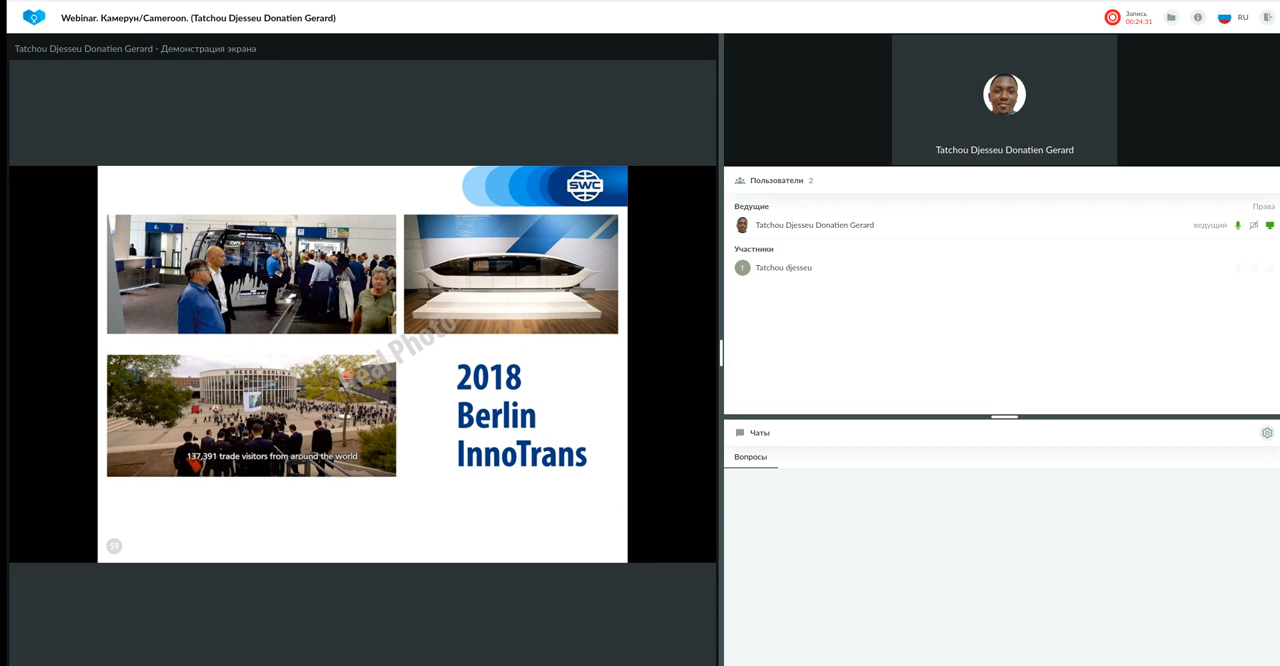 Webinar. Камерун/Cameroon. (Tatchou Djesseu Donatien Gerard)
Запись
00:24:31
RU
Tatchou Djesseu Donatien Gerard - Демонстрация экрана
SWC
Real Photo
137,391 trade visitors from around the world
2018
Berlin
InnoTrans
59
Tatchou Djesseu Donatien Gerard
Пользователи 2
Ведущие Права
Tatchou Djesseu Donatien Gerard ведущий
Участники
T Tatchou djesseu
Чаты
Вопросы